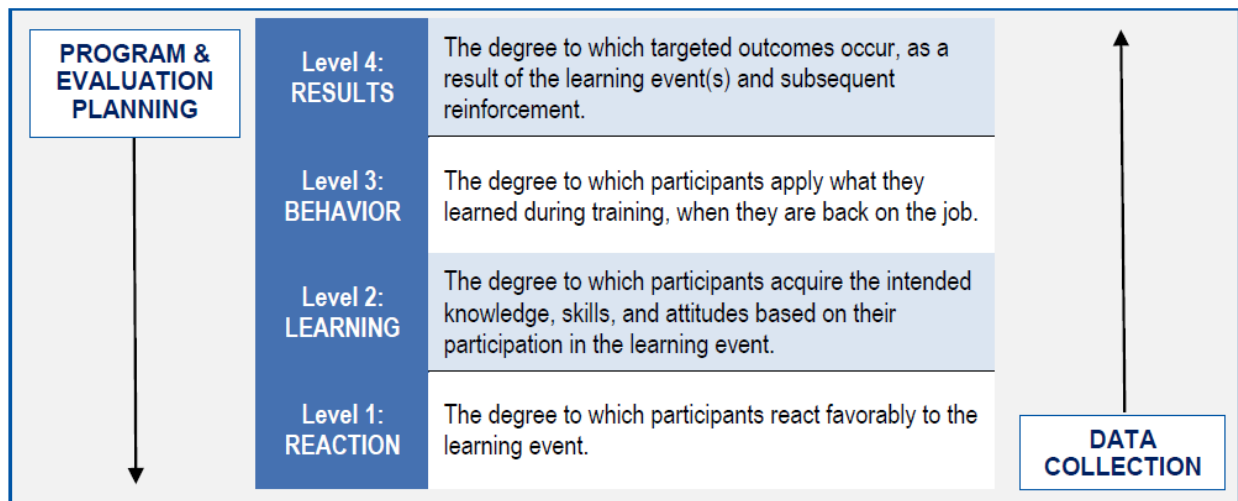 PROGRAM &
EVALUATION
PLANNING
Level 4:
RESULTS
The degree to which targeted outcomes occur, as a
result of the learning event(s) and subsequent
reinforcement.
Level 3:
BEHAVIOR
The degree to which participants apply what they
learned during training, when they are back on the job.
Level 2:
LEARNING
The degree to which participants acquire the intended
knowledge, skills, and attitudes based on their
participation in the learning event.
Level 1:
REACTION
The degree to which participants react favorably to the
learning event.
DATA
COLLECTION